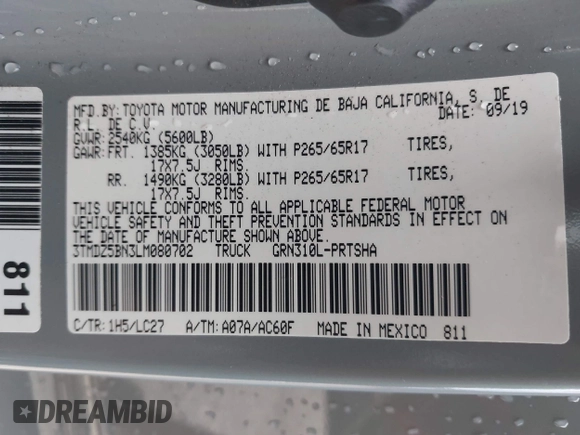 MFD.BY: TOYOTA MOTOR MANUFACTURING DE BAJA CALIFORNIA, S. DE
R.L. DE C.V. DATE: 09/19
GVWR: 2540KG (5600LB)
GAWR: FRT. 1385KG (3050LB) WITH P265/65R17 TIRES,
17X7.5J RIMS.
RR. 1490KG (3280LB) WITH P265/65R17 TIRES,
17X7.5J RIMS.
THIS VEHICLE CONFORMS TO ALL APPLICABLE FEDERAL MOTOR
VEHICLE SAFETY AND THEFT PREVENTION STANDARDS IN EFFECT ON
THE DATE OF MANUFACTURE SHOWN ABOVE.
3TMDZ5BN3LM080702 TRUCK GRN310L-PRTSHA
C/TR: 1H5/LC27 A/TM: A07A/AC60F MADE IN MEXICO 811
811
DREAMBID